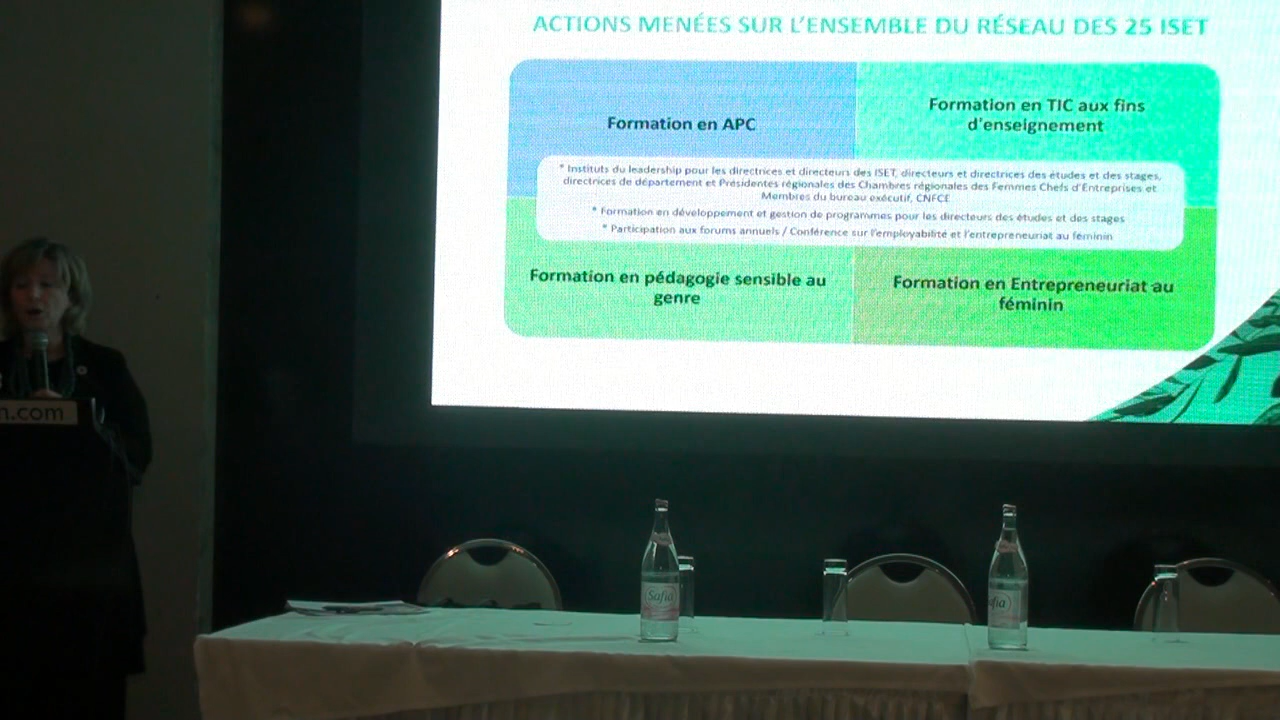 ACTIONS MENÉES SUR L'ENSEMBLE DU RÉSEAU DES 25 ISET
Formation en APC
Formation en TIC aux fins
d'enseignement
* Instituts du leadership pour les directrices et directeurs des ISET, directeurs et directrices des études et des stages,
directrices de département et Présidentes régionales des Chambres régionales des Femmes Chefs d'Entreprises et
Membres du bureau exécutif, CNFCE
* Formation en développement et gestion de programmes pour les directeurs des études et des stages
* Participation aux forums annuels / Conférence sur l'employabilité et l'entrepreneuriat au féminin
Formation en pédagogie sensible au
genre
Formation en Entrepreneuriat au
féminin
n.com
Safia
afia